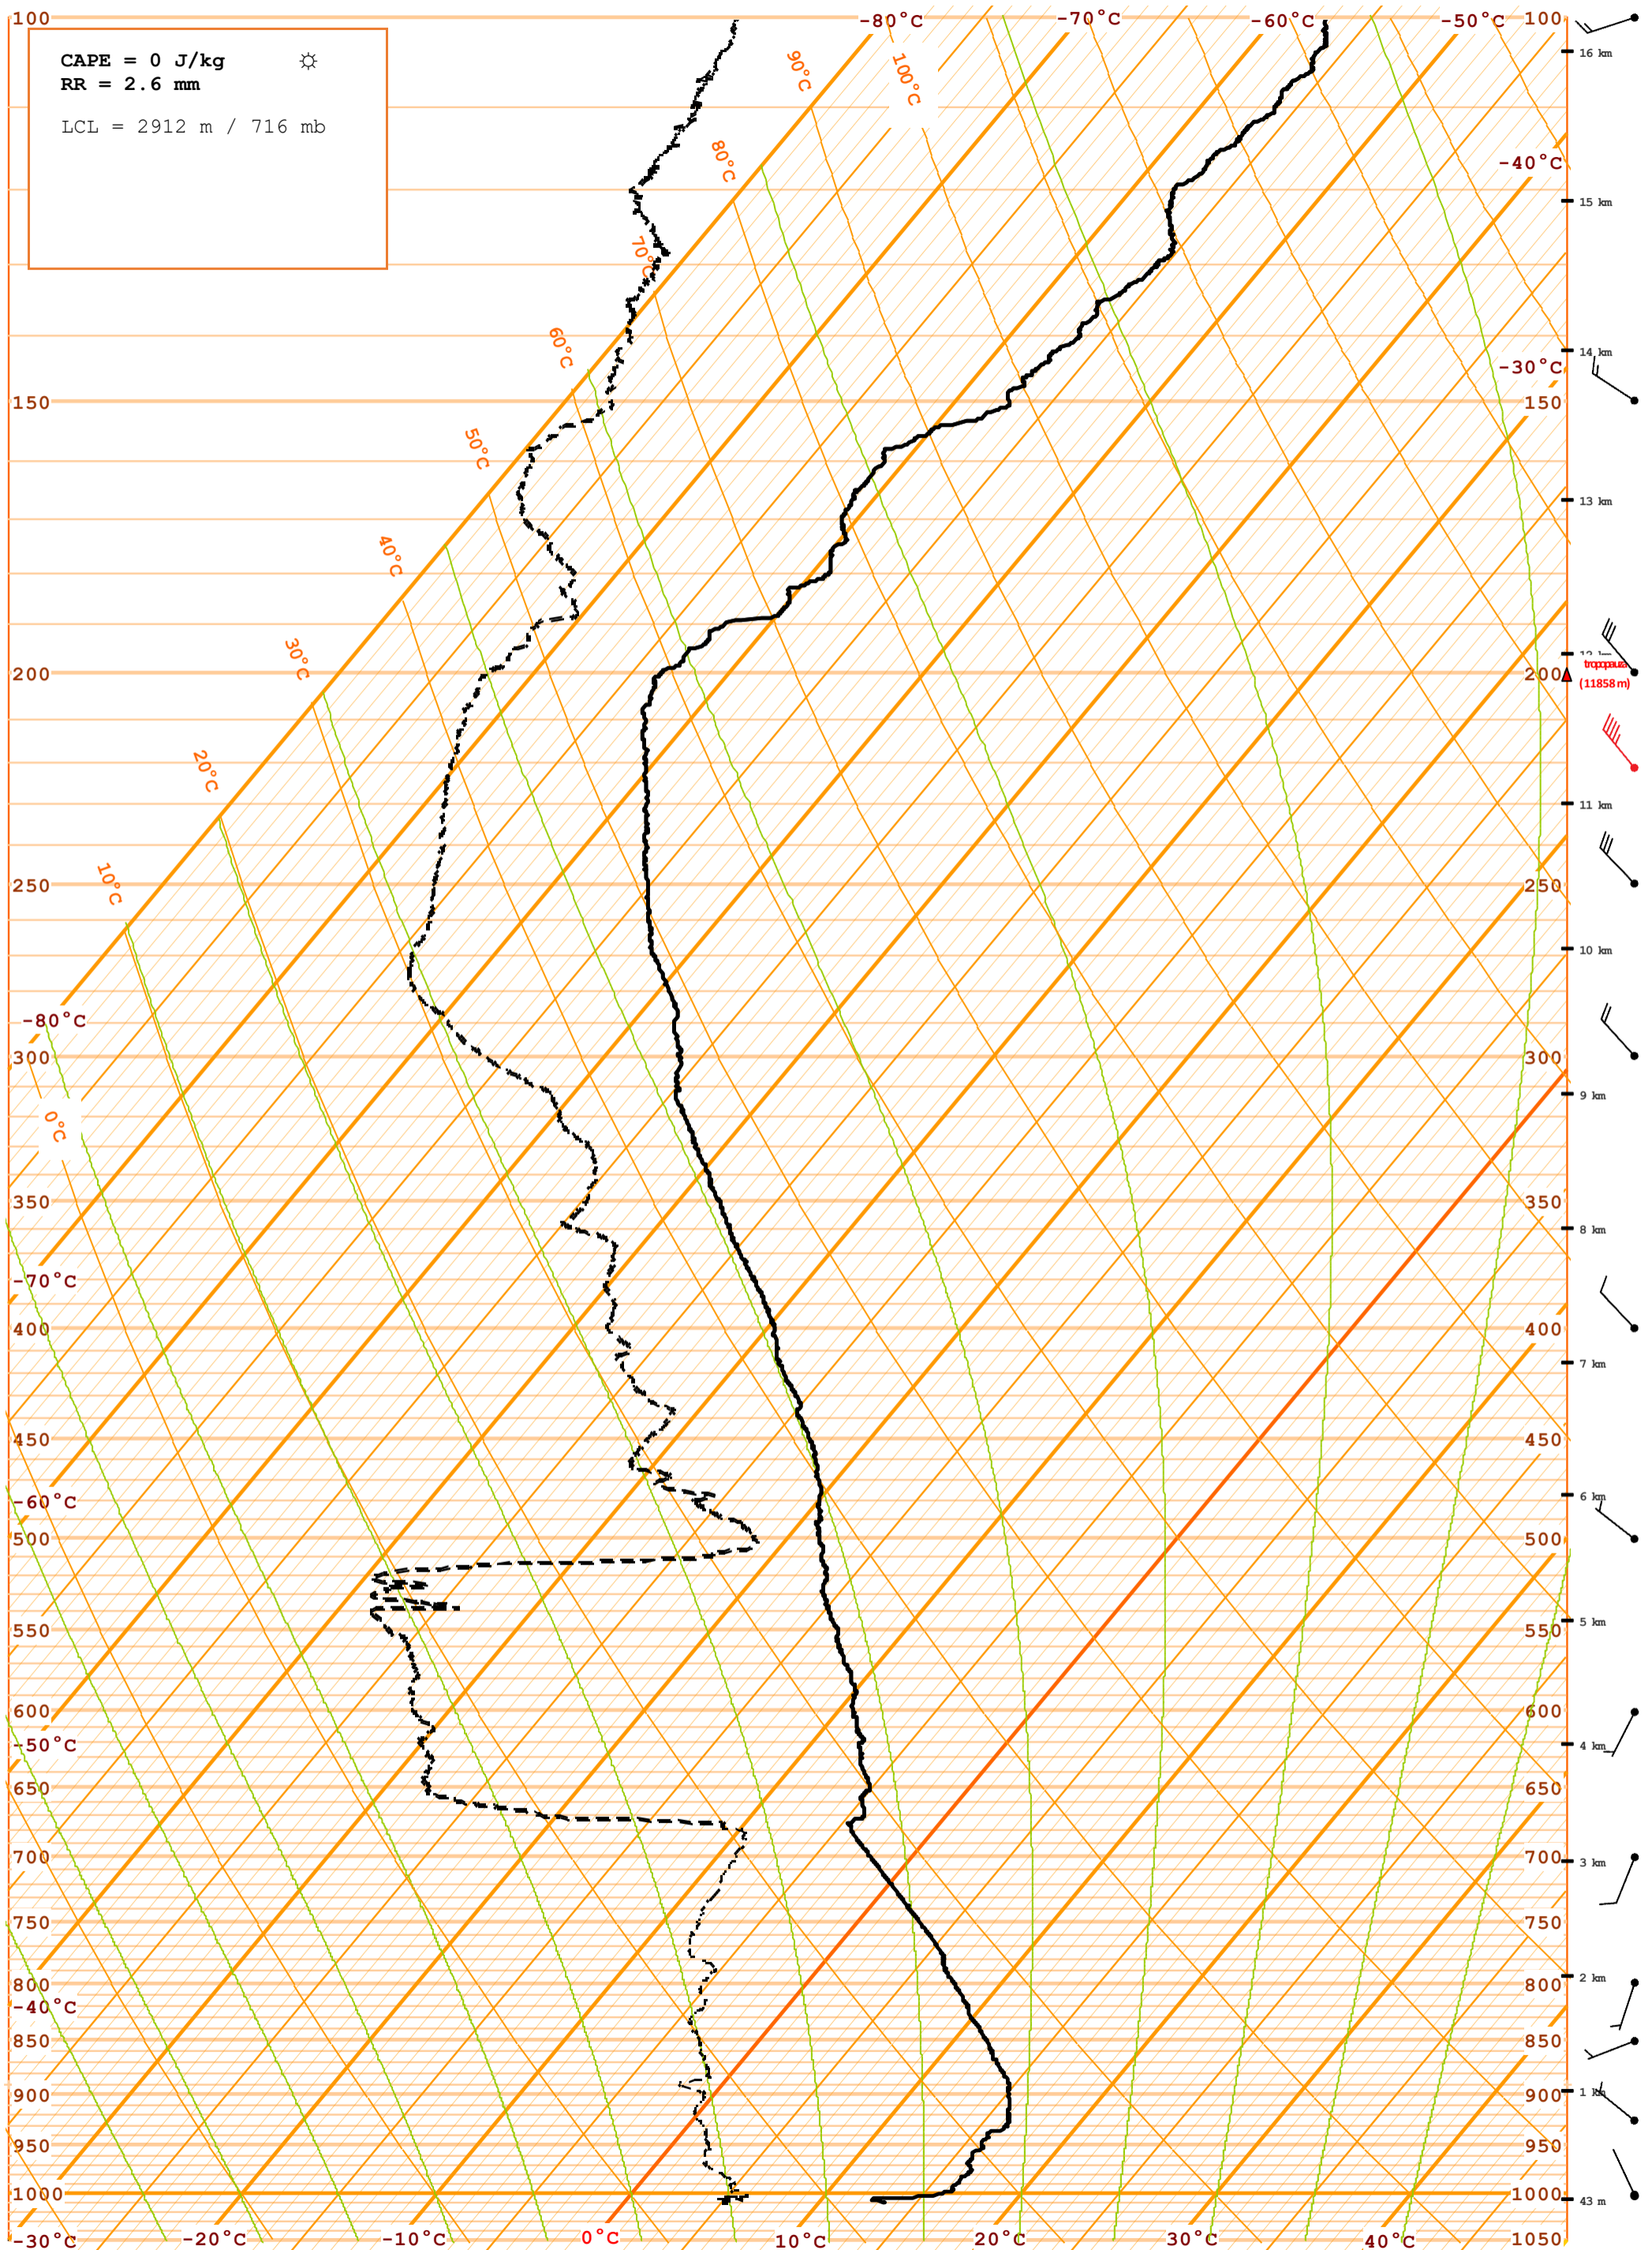 100
-80°C
-70°C
-60°C
-50°C
100
CAPE = 0 J/kg ☼
RR = 2.6 mm
LCL = 2912 m / 716 mb
16 km
90°C
100°C
80°C
-40°C
15 km
70°C
60°C
14 km
-30°C
150
150
50°C
13 km
40°C
30°C
200
200
tropopauza
(11858 m)
20°C
11 km
10°C
250
250
10 km
-80°C
300
300
9 km
0°C
350
350
8 km
-70°C
400
400
7 km
450
450
-60°C
6 km
500
500
550
550
5 km
600
600
-50°C
4 km
650
650
700
700
3 km
750
750
800
800
2 km
-40°C
850
850
900
900
1 km
950
950
1000
1000
43 m
-30°C
-20°C
-10°C
0°C
10°C
20°C
30°C
40°C
1050